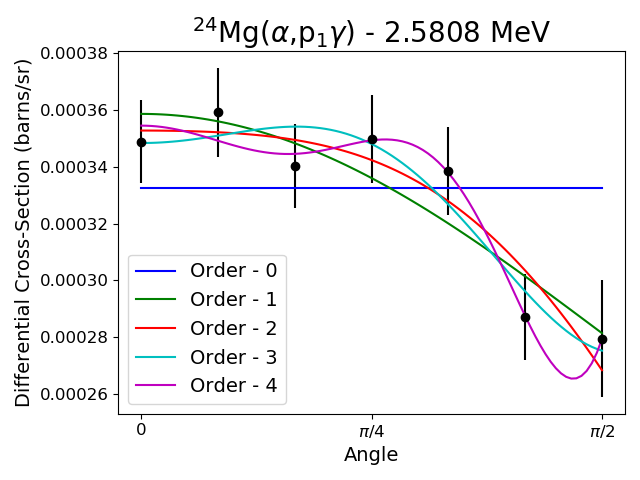 ²⁴Mg(α,p₁γ) - 2.5808 MeV
Differential Cross-Section (barns/sr)
0.00038
0.00036
0.00034
0.00032
0.00030
0.00028
0.00026
Order - 0
Order - 1
Order - 2
Order - 3
Order - 4
0 π/4 π/2
Angle